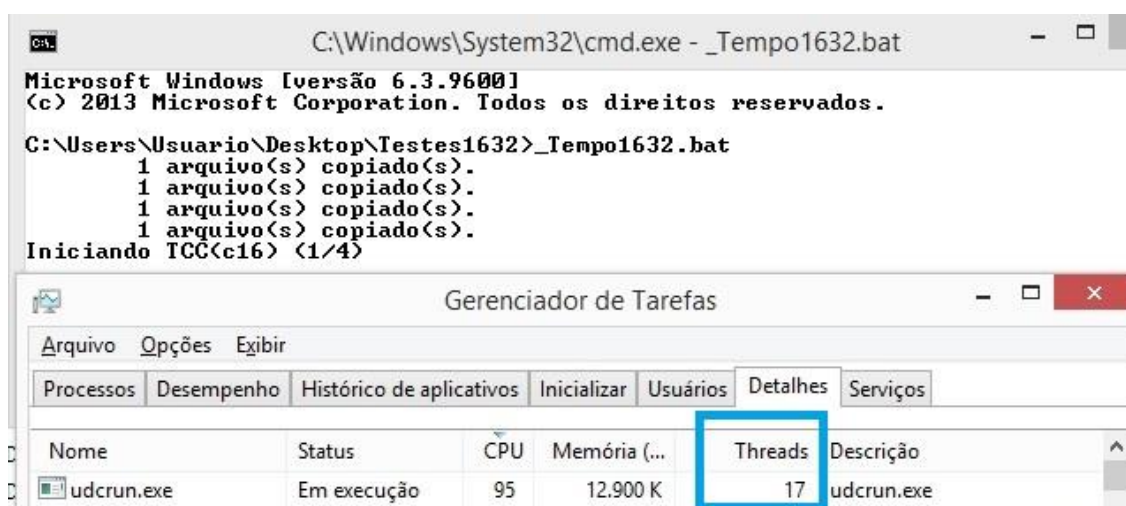 C:\Windows\System32\cmd.exe - _Tempo1632.bat
Microsoft Windows [versão 6.3.9600]
(c) 2013 Microsoft Corporation. Todos os direitos reservados.
C:\Users\Usuario\Desktop\Testes1632>_Tempo1632.bat
1 arquivo(s) copiado(s).
1 arquivo(s) copiado(s).
1 arquivo(s) copiado(s).
1 arquivo(s) copiado(s).
Iniciando TCC(c16) (1/4)
Gerenciador de Tarefas
Arquivo Opções Exibir
Processos Desempenho Histórico de aplicativos Inicializar Usuários Detalhes Serviços
Nome Status CPU Memória (... Threads Descrição
udcrun.exe Em execução 95 12.900 K 17 udcrun.exe